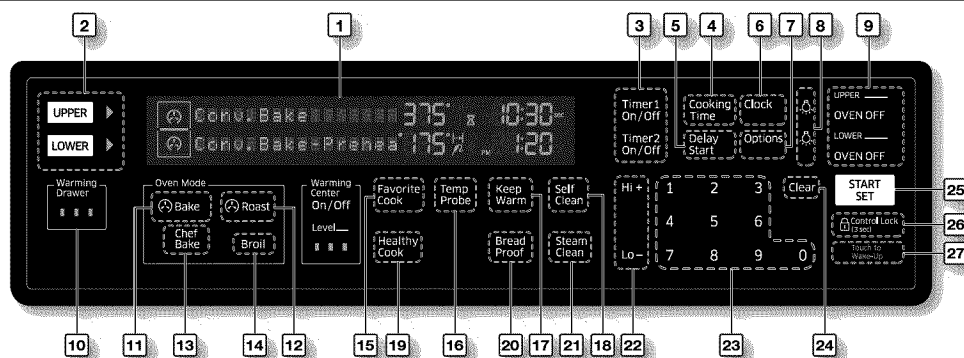 2 1 3 5 4 6 7 8 9
UPPER
LOWER
Conv. Bake 375° 10:30
Conv. Bake-Prehea 175° PM 1:20
Timer1
On/Off
Timer2
On/Off
Cooking
Time
Delay
Start
Clock
Options
UPPER
OVEN OFF
LOWER
OVEN OFF
Warming
Drawer
Oven Mode
Bake
Roast
Chef
Bake
Broil
Warming
Center
On/Off
Level
Favorite
Cook
Temp
Probe
Keep
Warm
Self
Clean
Healthy
Cook
Bread
Proof
Steam
Clean
Hi +
Lo -
1 2 3
4 5 6
7 8 9 0
Clear
START
SET
25
Control Lock
(3 sec)
26
Touch to
Wake-Up
27
10 11 13 14 12 15 19 16 20 17 21 18 22 23 24